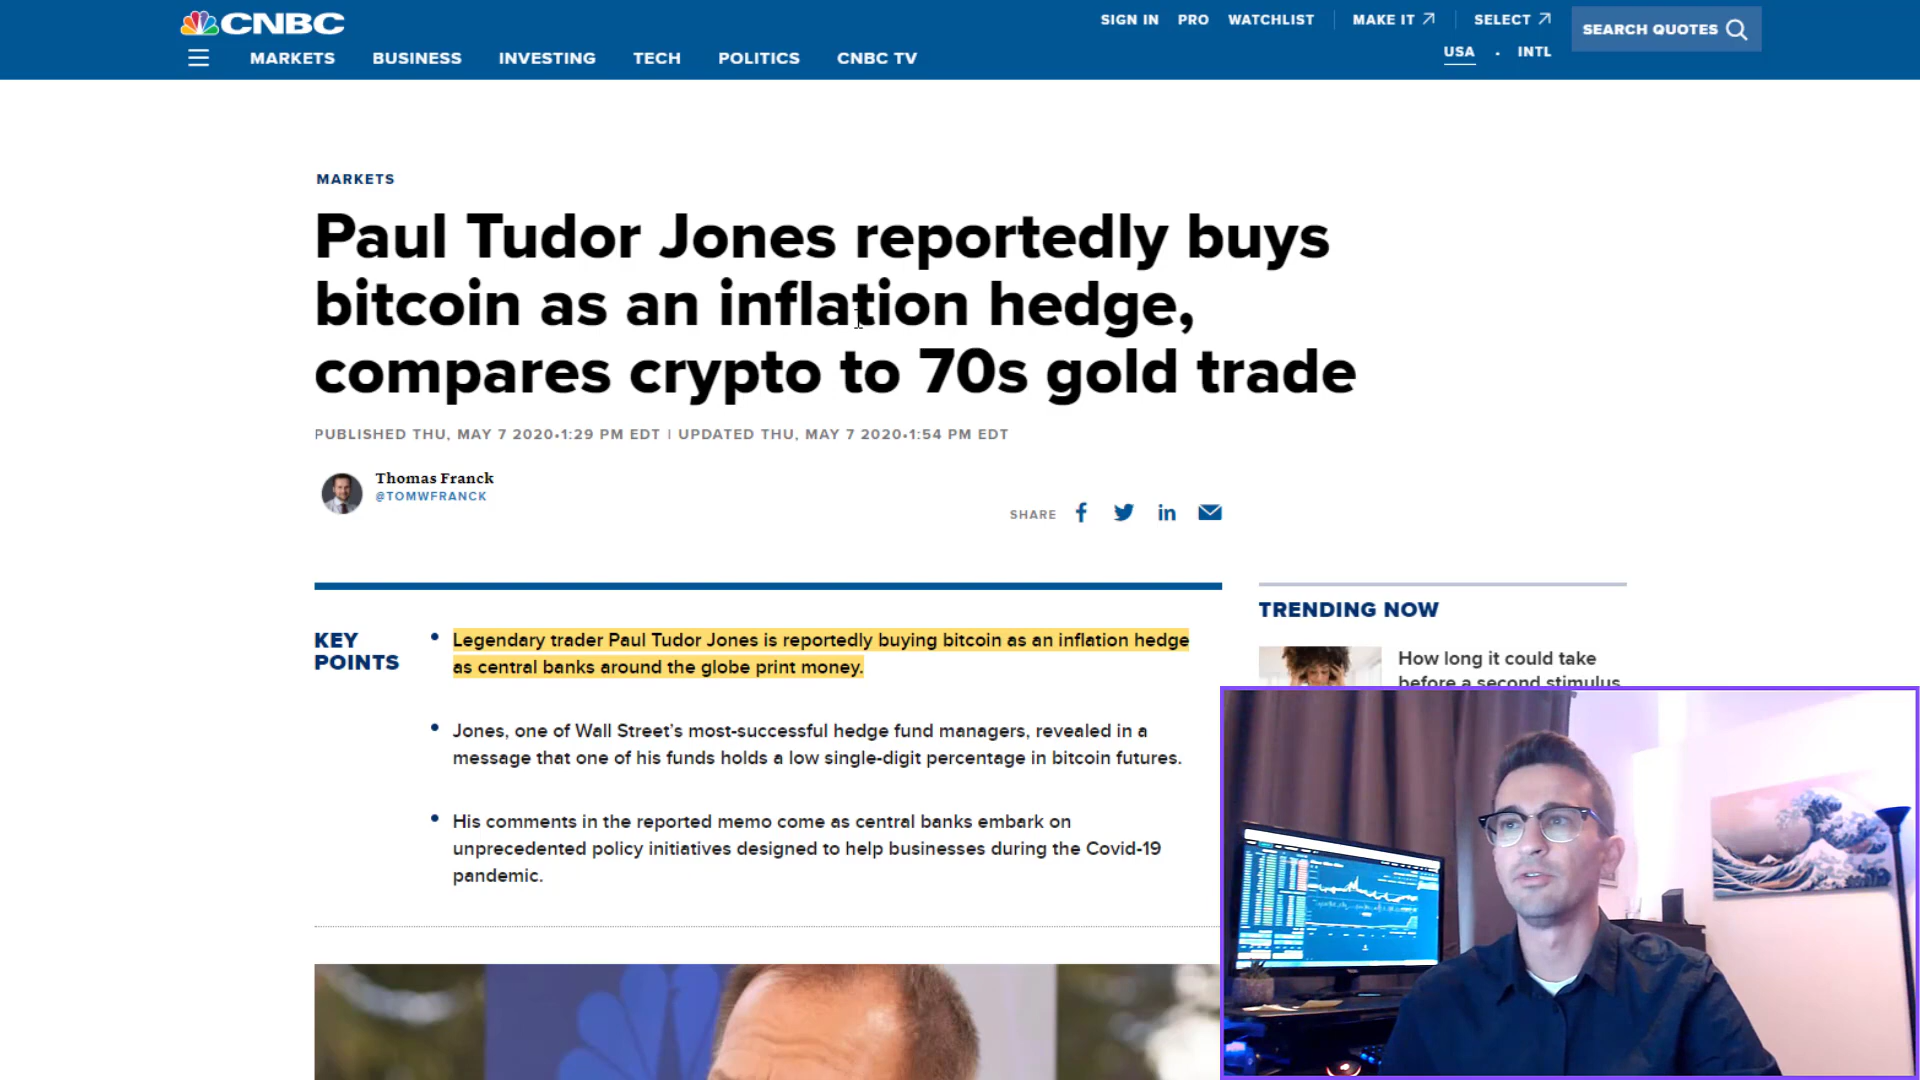 CNBC
SIGN IN PRO WATCHLIST MAKE IT SELECT SEARCH QUOTES
USA · INTL
MARKETS BUSINESS INVESTING TECH POLITICS CNBC TV
MARKETS
Paul Tudor Jones reportedly buys
bitcoin as an inflation hedge,
compares crypto to 70s gold trade
PUBLISHED THU, MAY 7 2020•1:29 PM EDT | UPDATED THU, MAY 7 2020•1:54 PM EDT
Thomas Franck
@TOMWFRANCK
SHARE
KEY
POINTS
• Legendary trader Paul Tudor Jones is reportedly buying bitcoin as an inflation hedge
as central banks around the globe print money.
• Jones, one of Wall Street’s most-successful hedge fund managers, revealed in a
message that one of his funds holds a low single-digit percentage in bitcoin futures.
• His comments in the reported memo come as central banks embark on
unprecedented policy initiatives designed to help businesses during the Covid-19
pandemic.
TRENDING NOW
How long it could take
before a second stimulus